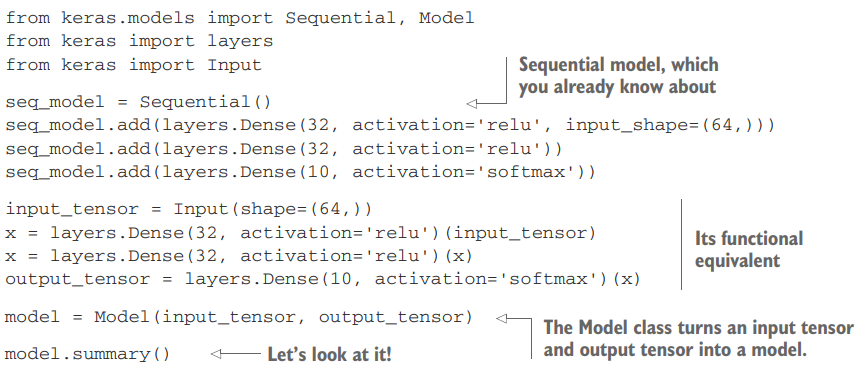 from keras.models import Sequential, Model
from keras import layers
from keras import Input
Sequential model, which
you already know about
seq_model = Sequential()
seq_model.add(layers.Dense(32, activation='relu', input_shape=(64,)))
seq_model.add(layers.Dense(32, activation='relu'))
seq_model.add(layers.Dense(10, activation='softmax'))
input_tensor = Input(shape=(64,))
x = layers.Dense(32, activation='relu')(input_tensor)
x = layers.Dense(32, activation='relu')(x)
output_tensor = layers.Dense(10, activation='softmax')(x)
Its functional
equivalent
model = Model(input_tensor, output_tensor)
The Model class turns an input tensor
and output tensor into a model.
model.summary()
Let's look at it!